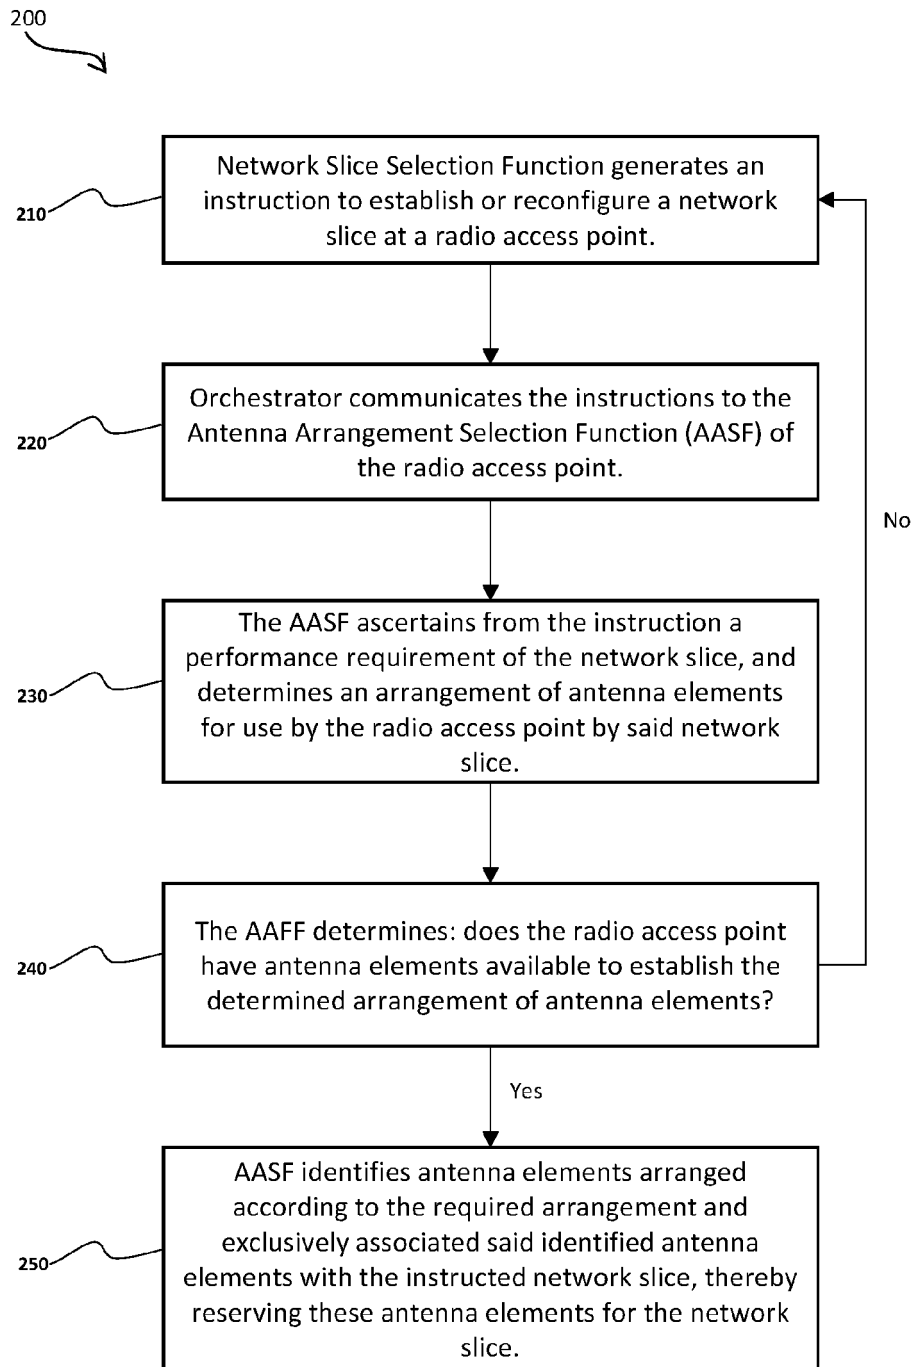 200
210
Network Slice Selection Function generates an
instruction to establish or reconfigure a network
slice at a radio access point.
220
Orchestrator communicates the instructions to the
Antenna Arrangement Selection Function (AASF) of
the radio access point.
No
230
The AASF ascertains from the instruction a
performance requirement of the network slice, and
determines an arrangement of antenna elements
for use by the radio access point by said network
slice.
240
The AAFF determines: does the radio access point
have antenna elements available to establish the
determined arrangement of antenna elements?
Yes
250
AASF identifies antenna elements arranged
according to the required arrangement and
exclusively associated said identified antenna
elements with the instructed network slice, thereby
reserving these antenna elements for the network
slice.